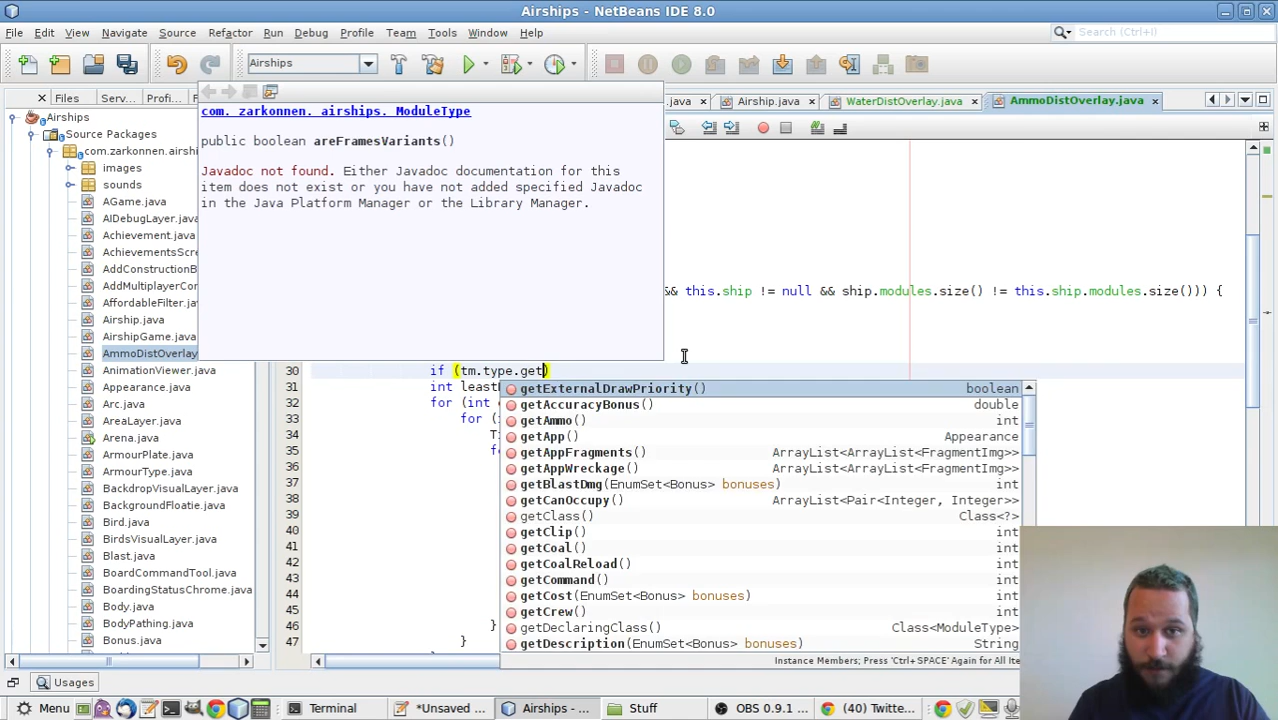 Airships - NetBeans IDE 8.0
File Edit View Navigate Source Refactor Run Debug Profile Team Tools Window Help
Search (Ctrl+I)
Airships
Files Serv... Profi...
.java Airship.java WaterDistOverlay.java AmmoDistOverlay.java
Airships
Source Packages
com.zarkonnen.airshi
images
sounds
AGame.java
AIDebugLayer.java
Achievement.java
AchievementsScre
AddConstructionB
AddMultiplayerCor
AffordableFilter.java
Airship.java
AirshipGame.java
AmmoDistOverlay
AnimationViewer.java
Appearance.java
Arc.java
AreaLayer.java
Arena.java
ArmourPlate.java
ArmourType.java
BackdropVisualLayer.java
BackgroundFloatie.java
Bird.java
BirdsVisualLayer.java
Blast.java
BoardCommandTool.java
BoardingStatusChrome.java
Body.java
BodyPathing.java
Bonus.java
com. zarkonnen. airships. ModuleType
public boolean areFramesVariants()
Javadoc not found. Either Javadoc documentation for this
item does not exist or you have not added specified Javadoc
in the Java Platform Manager or the Library Manager.
&& this.ship != null && ship.modules.size() != this.ship.modules.size()) {
30 if (tm.type.get)
31 int least
32 for (int
33 for (
34 T
35 f
36
37
38
39
40
41
42
43
44
45
46 }
47 }
getExternalDrawPriority() boolean
getAccuracyBonus() double
getAmmo() int
getApp() Appearance
getAppFragments() ArrayList<ArrayList<FragmentImg>>
getAppWreckage() ArrayList<ArrayList<FragmentImg>>
getBlastDmg(EnumSet<Bonus> bonuses) int
getCanOccupy() ArrayList<Pair<Integer, Integer>>
getClass() Class<?>
getClip() int
getCoal() int
getCoalReload() int
getCommand() int
getCost(EnumSet<Bonus> bonuses) int
getCrew() int
getDeclaringClass() Class<ModuleType>
getDescription(EnumSet<Bonus> bonuses) String
Instance Members; Press 'Ctrl+SPACE' Again for All Ite
Usages
Menu Terminal *Unsaved ... Airships - ... Stuff OBS 0.9.1 ... (40) Twitter...